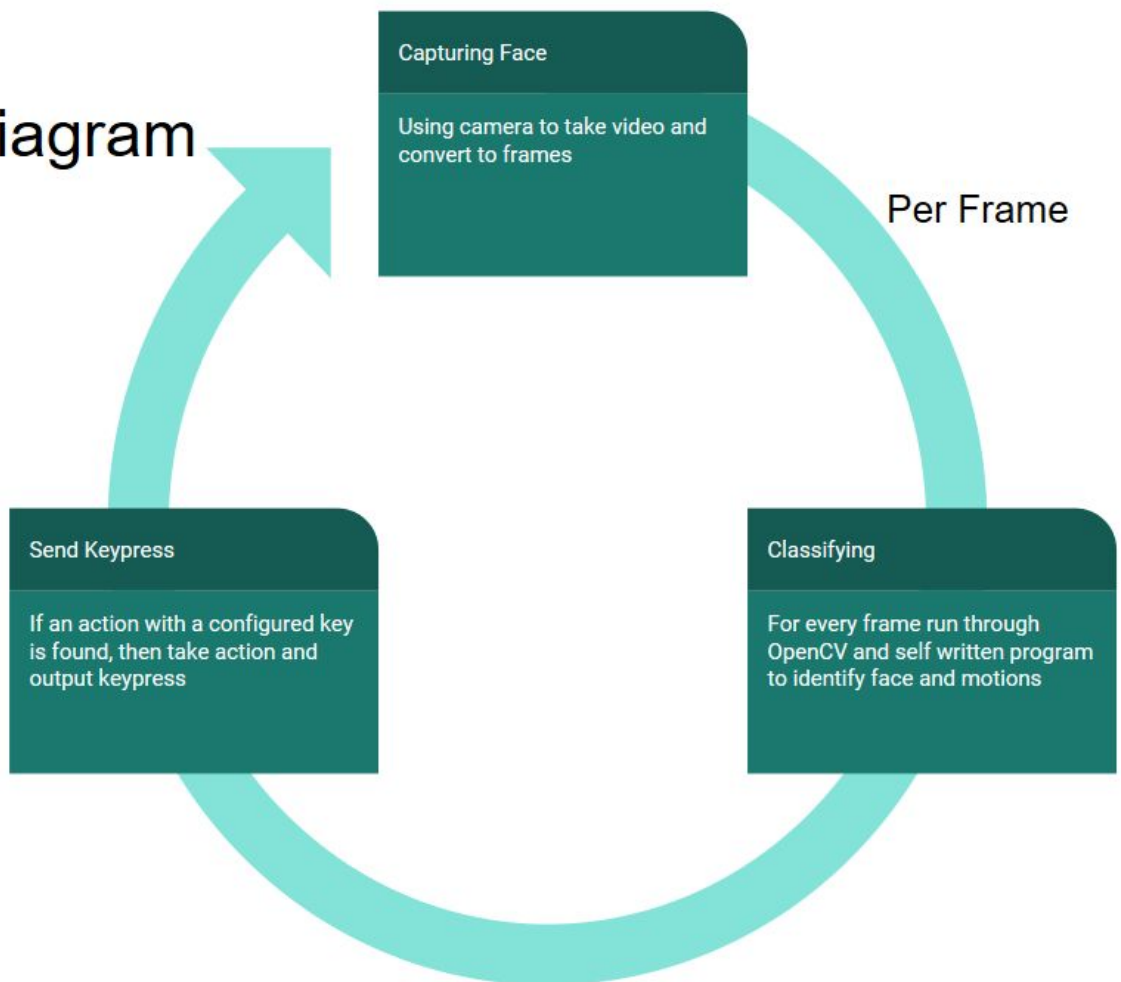 iagram
Capturing Face
Using camera to take video and
convert to frames
Per Frame
Classifying
For every frame run through
OpenCV and self written program
to identify face and motions
Send Keypress
If an action with a configured key
is found, then take action and
output keypress